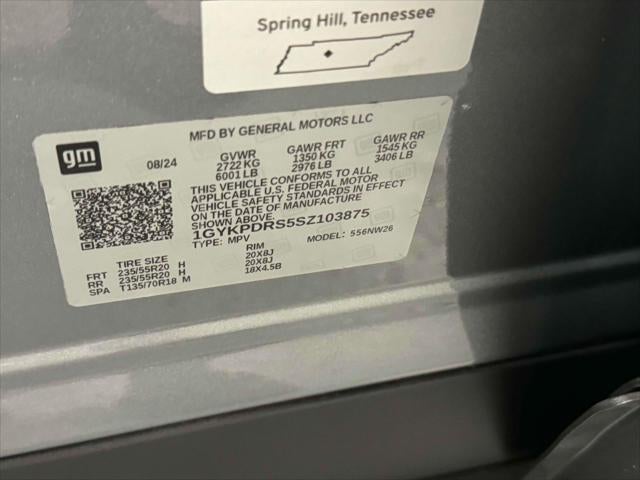 Spring Hill, Tennessee
MFD BY GENERAL MOTORS LLC
gm 08/24 GVWR GAWR FRT GAWR RR
2722 KG 1350 KG 1545 KG
6001 LB 2976 LB 3406 LB
THIS VEHICLE CONFORMS TO ALL
APPLICABLE U.S. FEDERAL MOTOR
VEHICLE SAFETY STANDARDS IN EFFECT
ON THE DATE OF MANUFACTURE
SHOWN ABOVE.
1GYKPDRS5SZ103875
TYPE: MPV MODEL: 556NW26
TIRE SIZE RIM
FRT 235/55R20 H 20X8J
RR 235/55R20 H 20X8J
SPA T135/70R18 M 18X4.5B